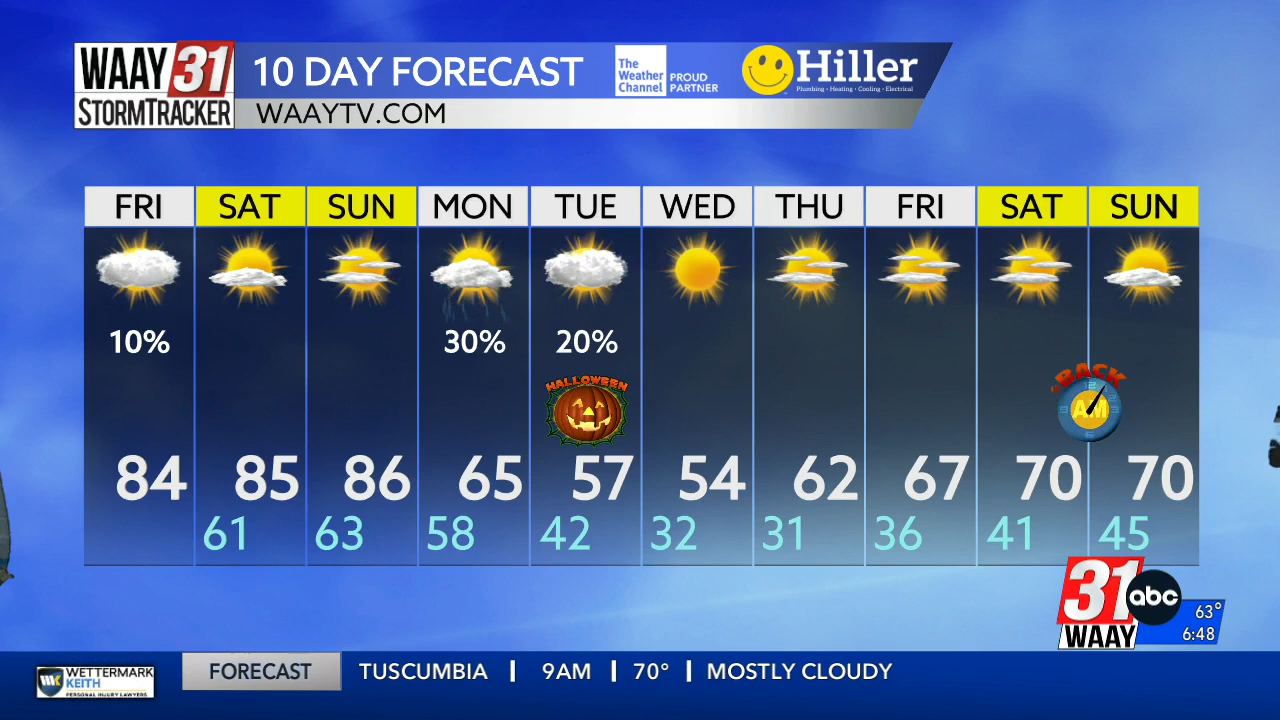 WAAY 31
STORMTRACKER
10 DAY FORECAST
WAAYTV.COM
The
Weather
Channel
PROUD
PARTNER
Hiller
Plumbing • Heating • Cooling • Electrical
FRI SAT SUN MON TUE WED THU FRI SAT SUN
10% 30% 20%
HALLOWEEN
BACK
AM
84 85 86 65 57 54 62 67 70 70
61 63 58 42 32 31 36 41 45
31 abc
WAAY
63°
6:48
WETTERMARK
KEITH
PERSONAL INJURY LAWYERS
FORECAST
TUSCUMBIA | 9AM | 70° | MOSTLY CLOUDY